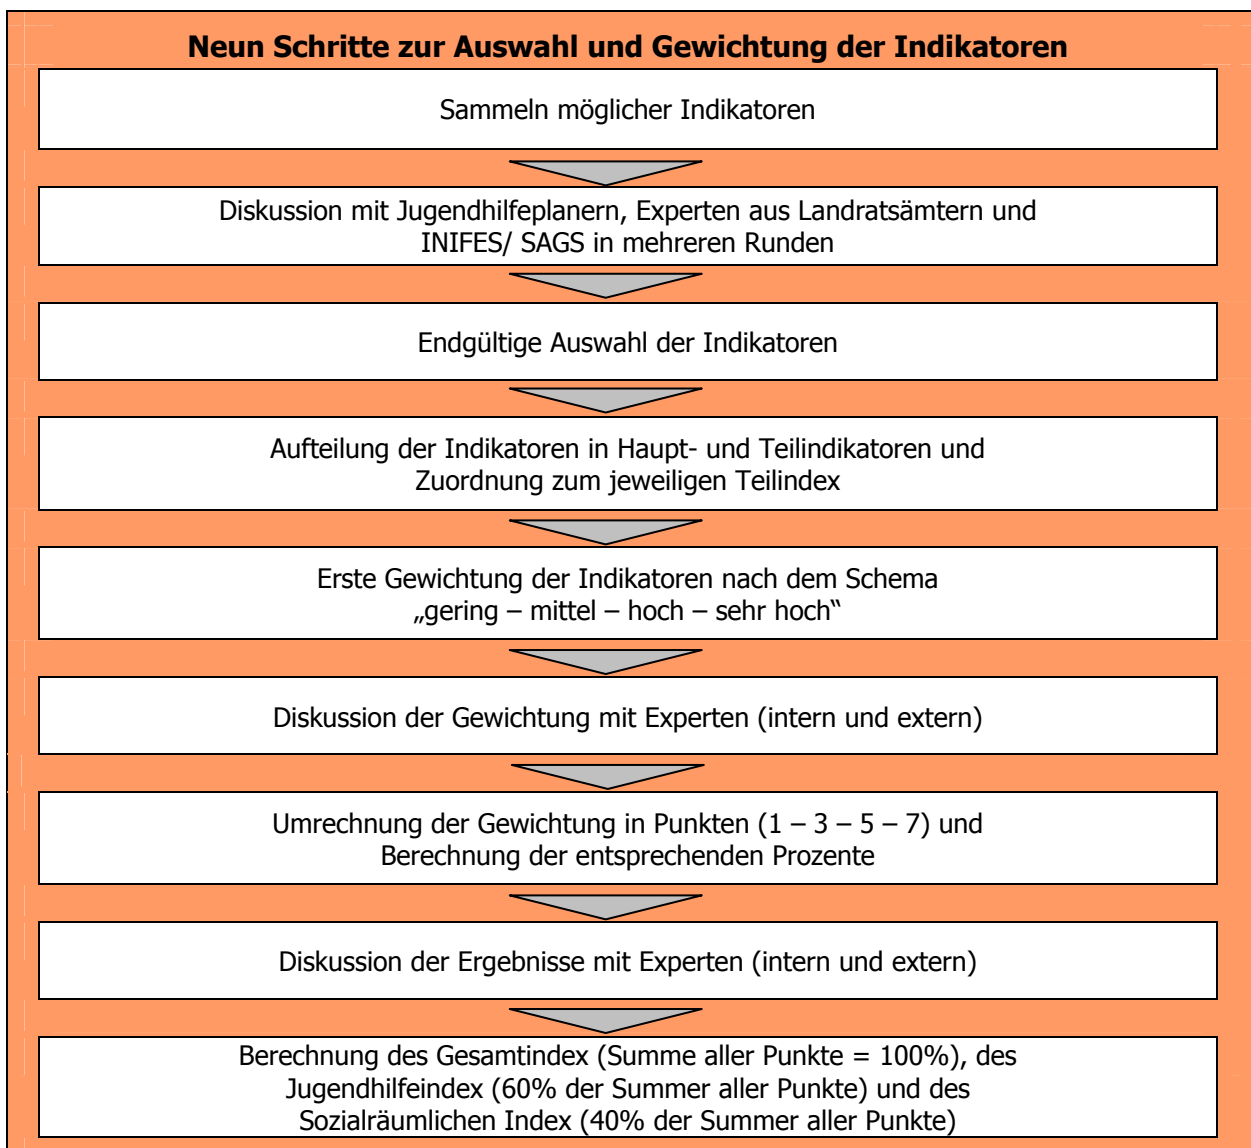 Neun Schritte zur Auswahl und Gewichtung der Indikatoren
Sammeln möglicher Indikatoren
Diskussion mit Jugendhilfeplanern, Experten aus Landratsämtern und
INIFES/ SAGS in mehreren Runden
Endgültige Auswahl der Indikatoren
Aufteilung der Indikatoren in Haupt- und Teilindikatoren und
Zuordnung zum jeweiligen Teilindex
Erste Gewichtung der Indikatoren nach dem Schema
„gering – mittel – hoch – sehr hoch“
Diskussion der Gewichtung mit Experten (intern und extern)
Umrechnung der Gewichtung in Punkten (1 – 3 – 5 – 7) und
Berechnung der entsprechenden Prozente
Diskussion der Ergebnisse mit Experten (intern und extern)
Berechnung des Gesamtindex (Summe aller Punkte = 100%), des
Jugendhilfeindex (60% der Summer aller Punkte) und des
Sozialräumlichen Index (40% der Summer aller Punkte)